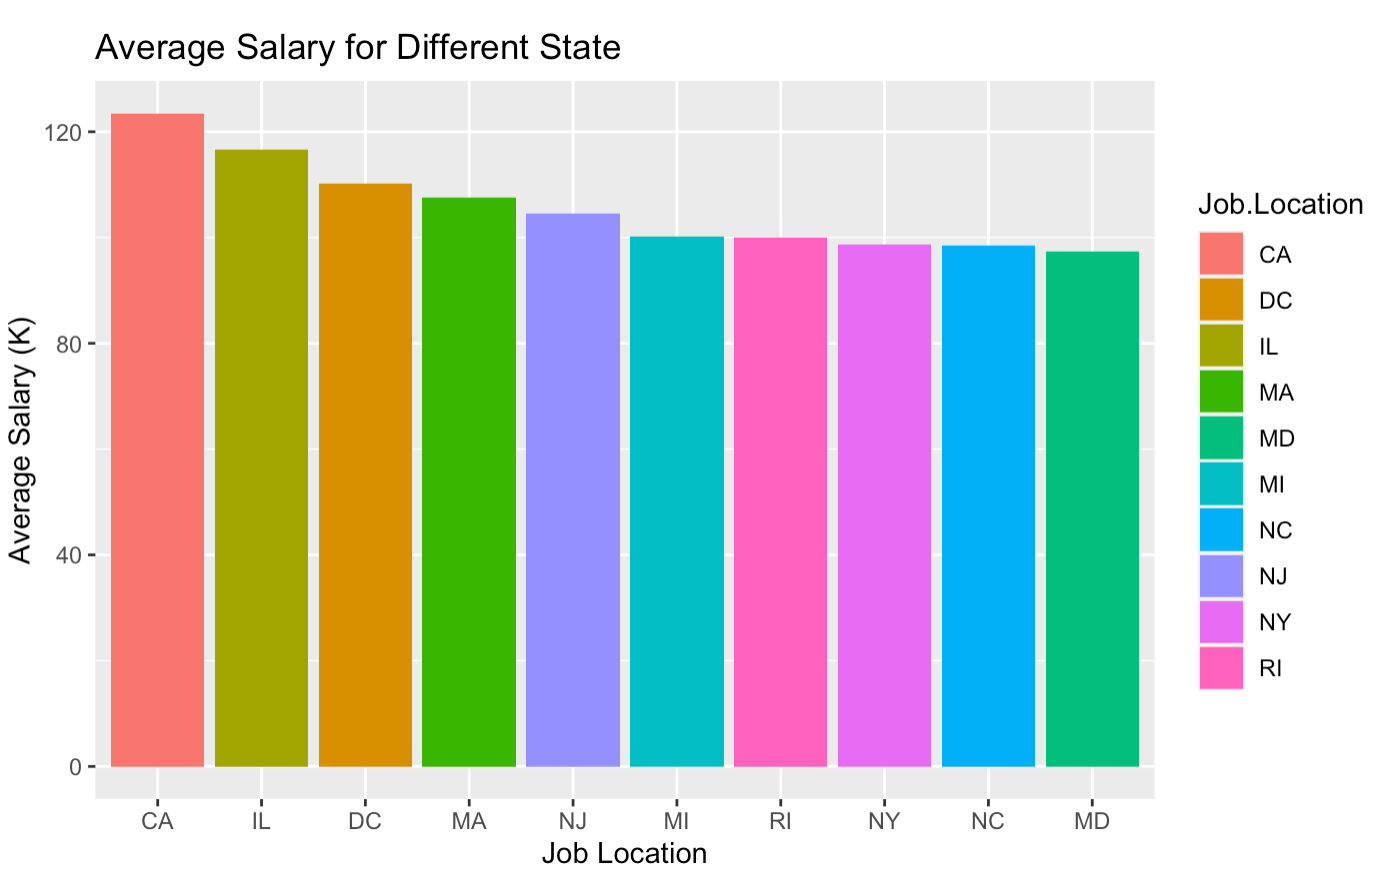 Average Salary for Different State
Average Salary (K)
120
80
40
0
CA IL DC MA NJ MI RI NY NC MD
Job Location
Job.Location
CA
DC
IL
MA
MD
MI
NC
NJ
NY
RI